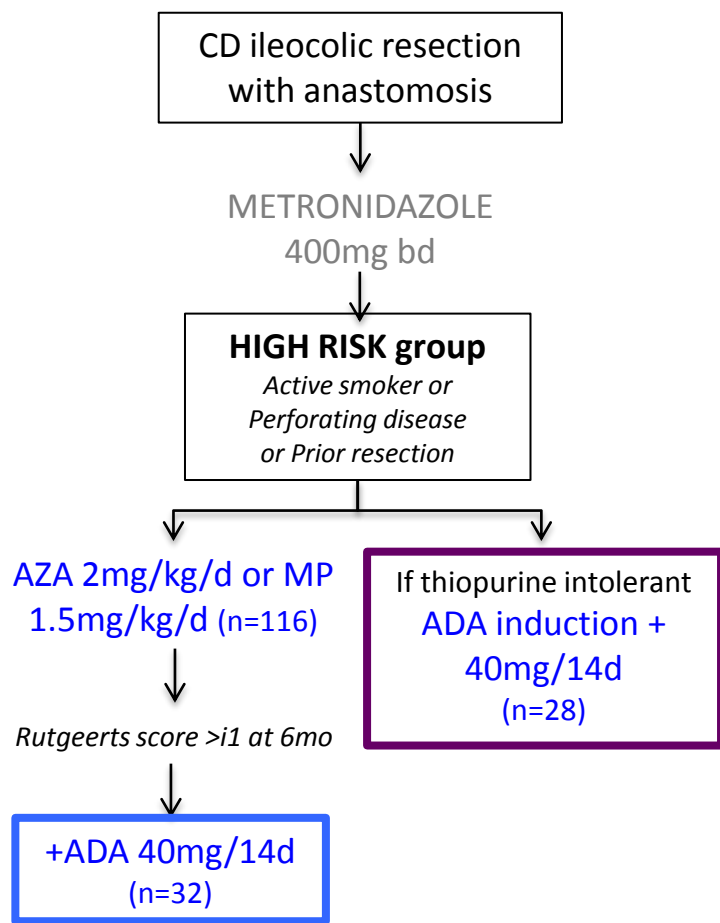 CD ileocolic resection
with anastomosis
METRONIDAZOLE
400mg bd
HIGH RISK group
Active smoker or
Perforating disease
or Prior resection
AZA 2mg/kg/d or MP
1.5mg/kg/d (n=116)
If thiopurine intolerant
ADA induction +
40mg/14d
(n=28)
Rutgeerts score >i1 at 6mo
+ADA 40mg/14d
(n=32)